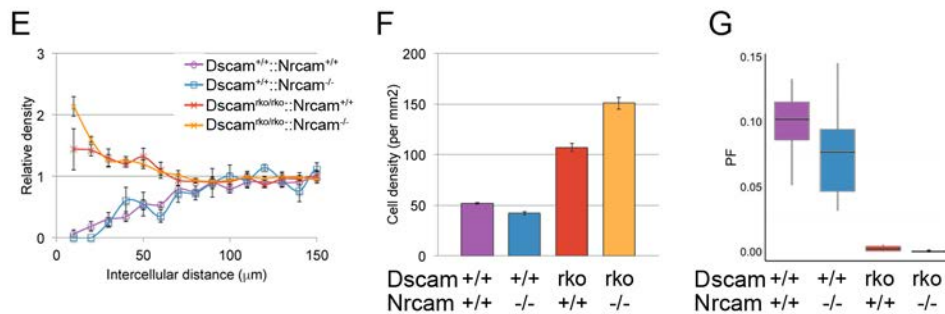 E
Relative density
3
2
1
0
0
50
100
150
Intercellular distance (μm)
Dscam+/+::Nrcam+/+
Dscam+/+::Nrcam-/-
Dscamrko/rko::Nrcam+/+
Dscamrko/rko::Nrcam-/-
F
Cell density (per mm2)
200
150
100
50
0
Dscam +/+ +/+ rko rko
Nrcam +/+ -/- +/+ -/-
G
PF
0.15
0.10
0.05
0.00
Dscam +/+ +/+ rko rko
Nrcam +/+ -/- +/+ -/-